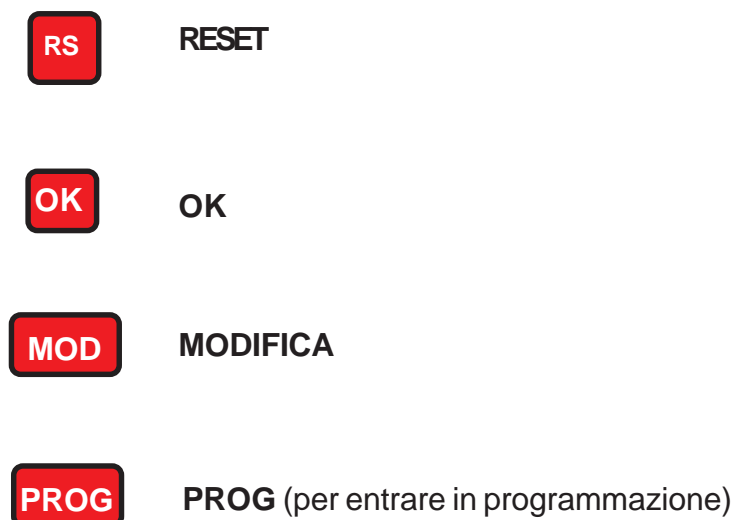 RS RESET
OK OK
MOD MODIFICA
PROG PROG (per entrare in programmazione)